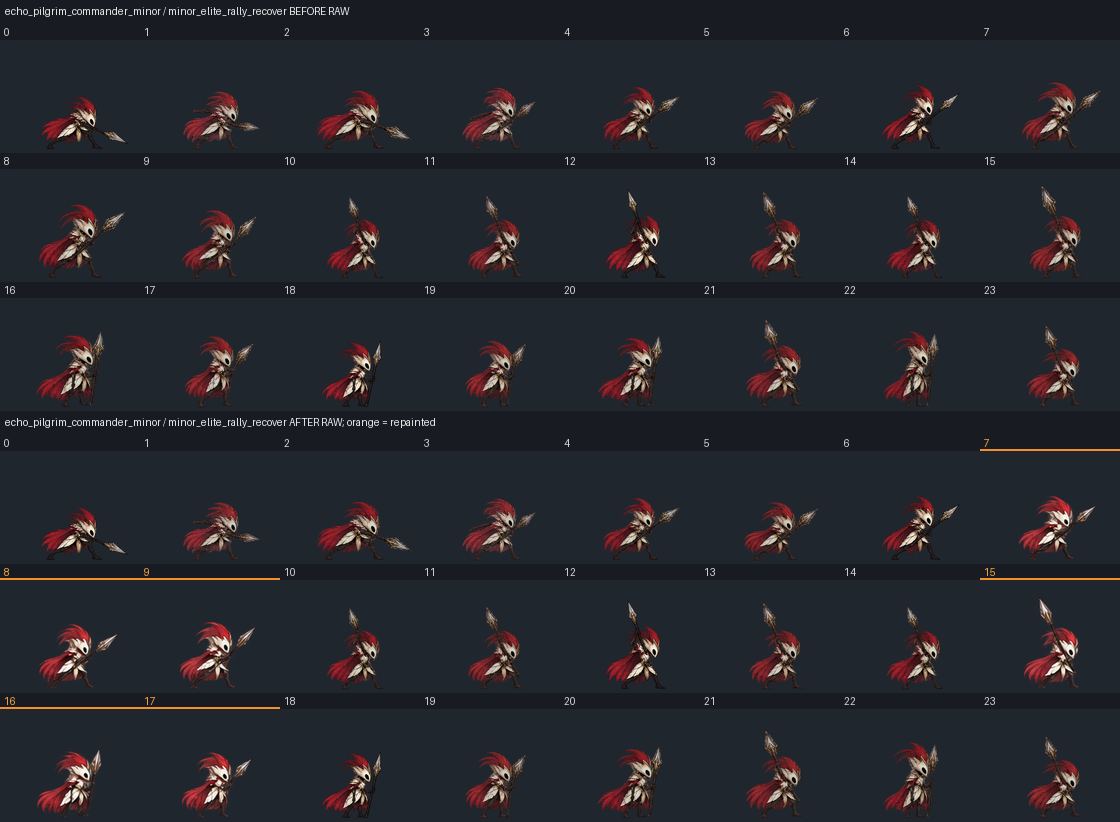 echo_pilgrim_commander_minor / minor_elite_rally_recover BEFORE RAW
0 1 2 3 4 5 6 7
8 9 10 11 12 13 14 15
16 17 18 19 20 21 22 23
echo_pilgrim_commander_minor / minor_elite_rally_recover AFTER RAW; orange = repainted
0 1 2 3 4 5 6 7
8 9 10 11 12 13 14 15
16 17 18 19 20 21 22 23